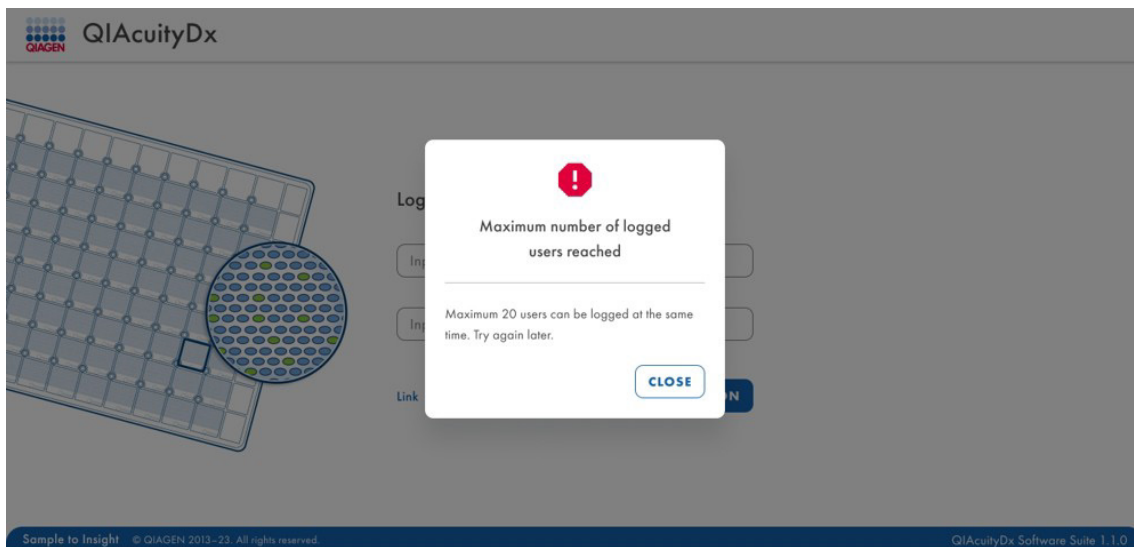 QIAGEN
QIAcuityDx
Maximum number of logged
users reached
Log
Inp
Maximum 20 users can be logged at the same
time. Try again later.
Inp
CLOSE
Link
N
Sample to Insight © QIAGEN 2013–23. All rights reserved.
QIAcuityDx Software Suite 1.1.0